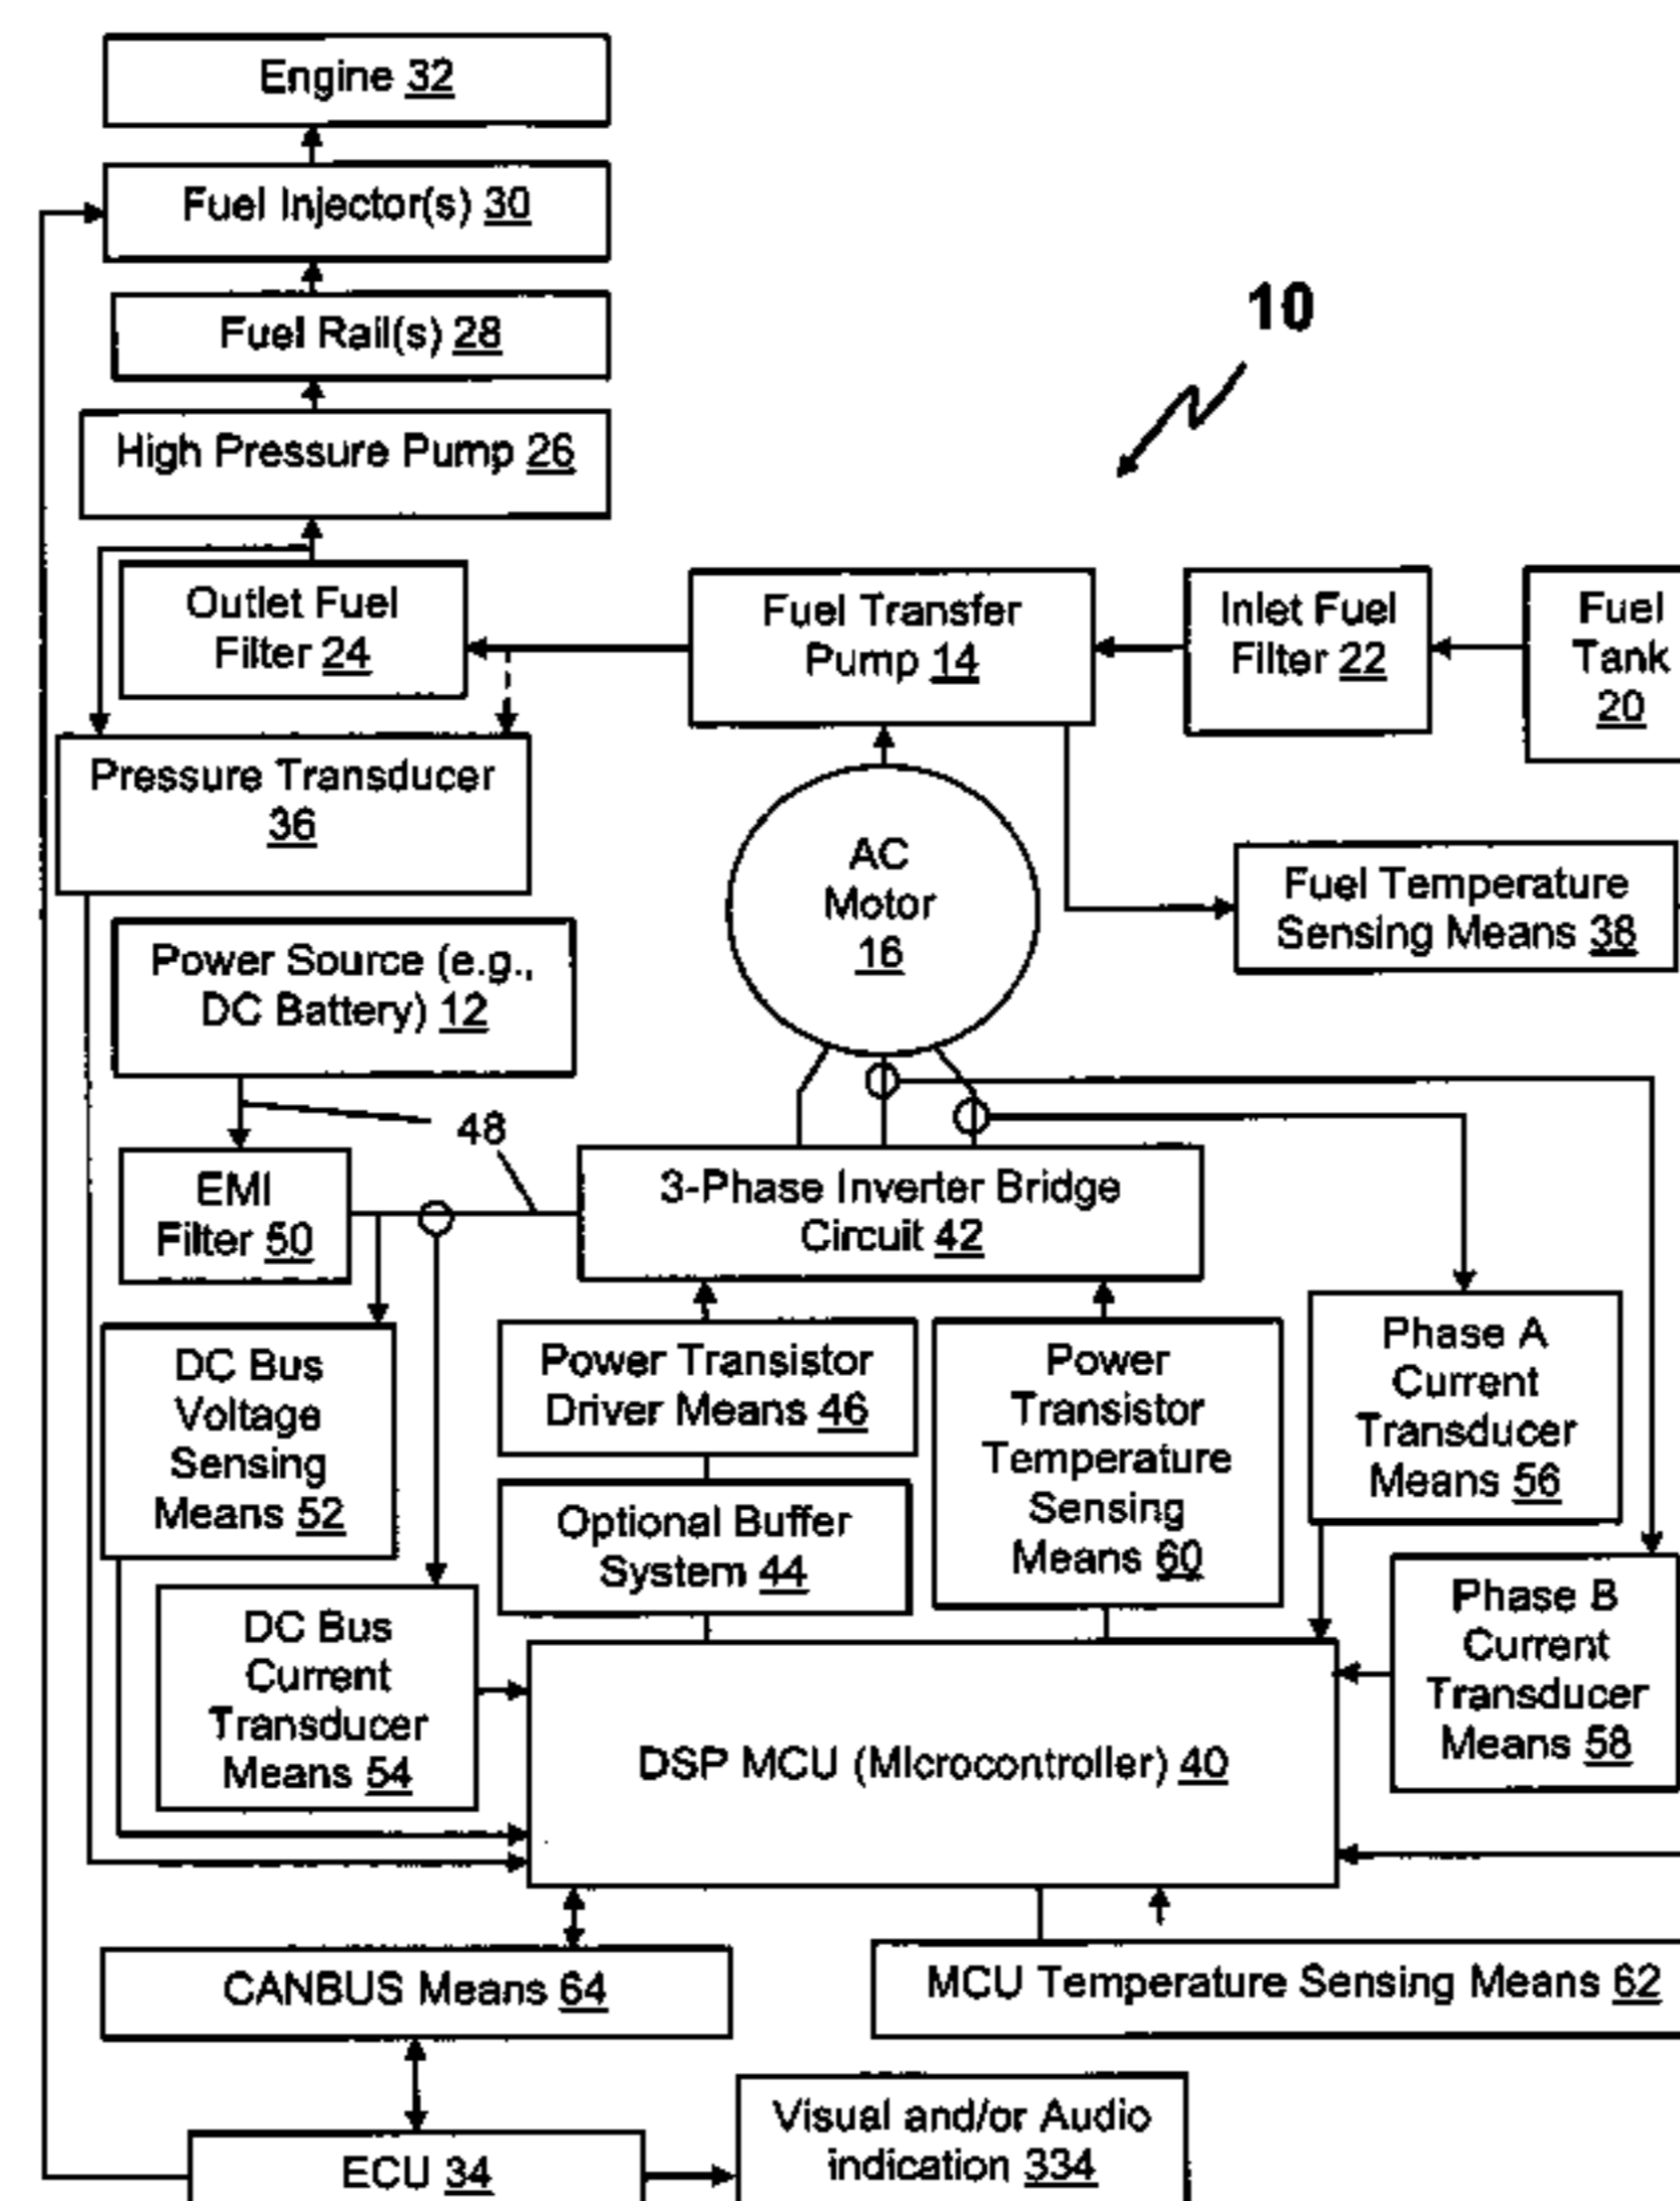 Engine 32
Fuel Injector(s) 30
Fuel Rail(s) 28
10
High Pressure Pump 26
Outlet Fuel
Filter 24
Fuel Transfer
Pump 14
Inlet Fuel
Filter 22
Fuel
Tank
20
Pressure Transducer
36
AC
Motor
16
Fuel Temperature
Sensing Means 38
Power Source (e.g.,
DC Battery) 12
48
EMI
Filter 50
3-Phase Inverter Bridge
Circuit 42
DC Bus
Voltage
Sensing
Means 52
Power Transistor
Driver Means 46
Power
Transistor
Temperature
Sensing
Means 60
Phase A
Current
Transducer
Means 56
Optional Buffer
System 44
DC Bus
Current
Transducer
Means 54
Phase B
Current
Transducer
Means 58
DSP MCU (MIcrocontroller) 40
CANBUS Means 64
MCU Temperature Sensing Means 62
ECU 34
Visual and/or Audio
indication 334